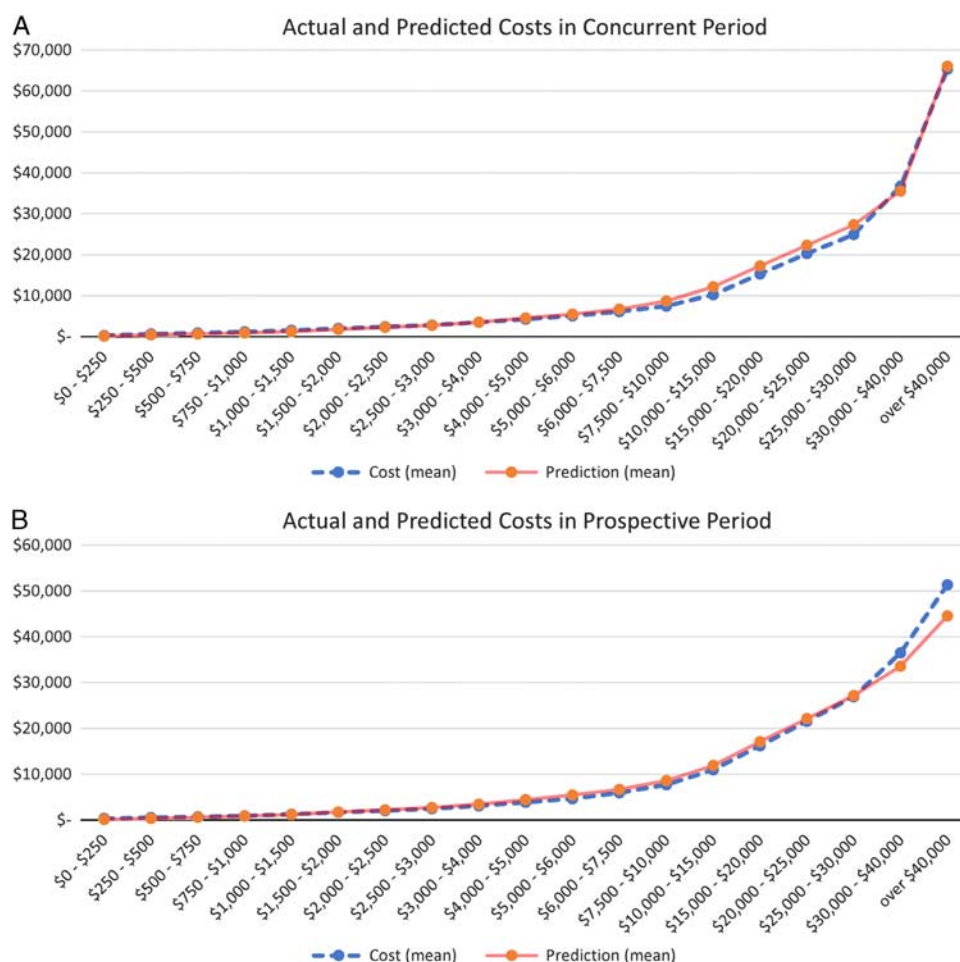 A
Actual and Predicted Costs in Concurrent Period
$70,000
$60,000
$50,000
$40,000
$30,000
$20,000
$10,000
$-
$0 - $250
$250 - $500
$500 - $750
$750 - $1,000
$1,000 - $1,500
$1,500 - $2,000
$2,000 - $2,500
$2,500 - $3,000
$3,000 - $4,000
$4,000 - $5,000
$5,000 - $6,000
$6,000 - $7,500
$7,500 - $10,000
$10,000 - $15,000
$15,000 - $20,000
$20,000 - $25,000
$25,000 - $30,000
$30,000 - $40,000
over $40,000
Cost (mean) Prediction (mean)
B
Actual and Predicted Costs in Prospective Period
$60,000
$50,000
$40,000
$30,000
$20,000
$10,000
$-
$0 - $250
$250 - $500
$500 - $750
$750 - $1,000
$1,000 - $1,500
$1,500 - $2,000
$2,000 - $2,500
$2,500 - $3,000
$3,000 - $4,000
$4,000 - $5,000
$5,000 - $6,000
$6,000 - $7,500
$7,500 - $10,000
$10,000 - $15,000
$15,000 - $20,000
$20,000 - $25,000
$25,000 - $30,000
$30,000 - $40,000
over $40,000
Cost (mean) Prediction (mean)